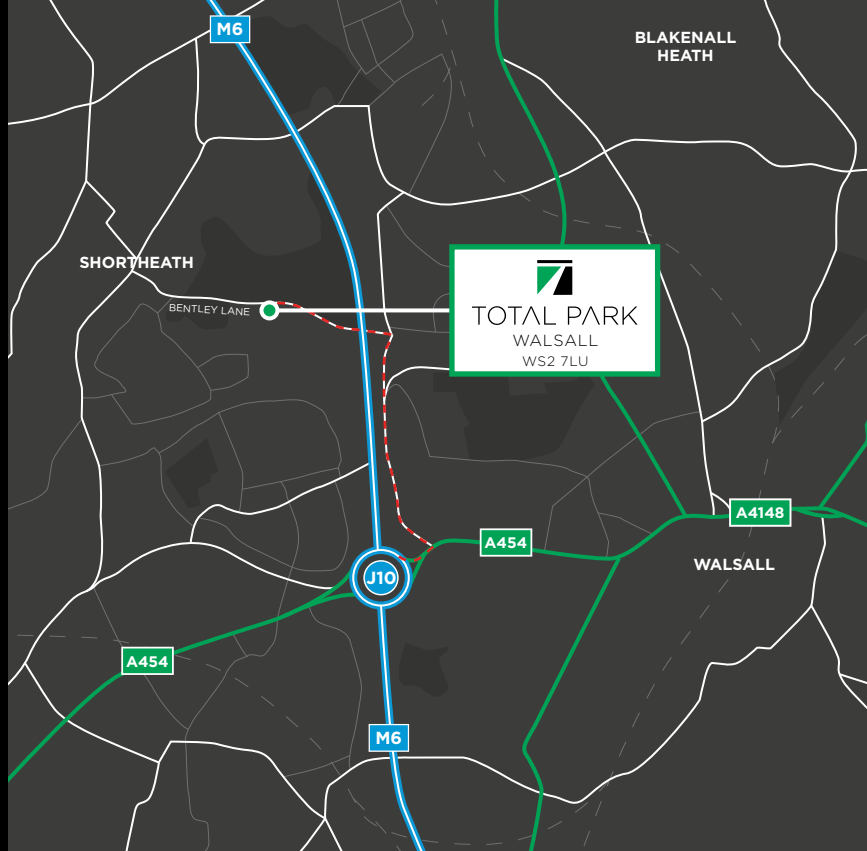 M6
BLAKENALL
HEATH
SHORTHEATH
BENTLEY LANE
TOTAL PARK
WALSALL
WS2 7LU
A4148
A454
WALSALL
J10
A454
M6